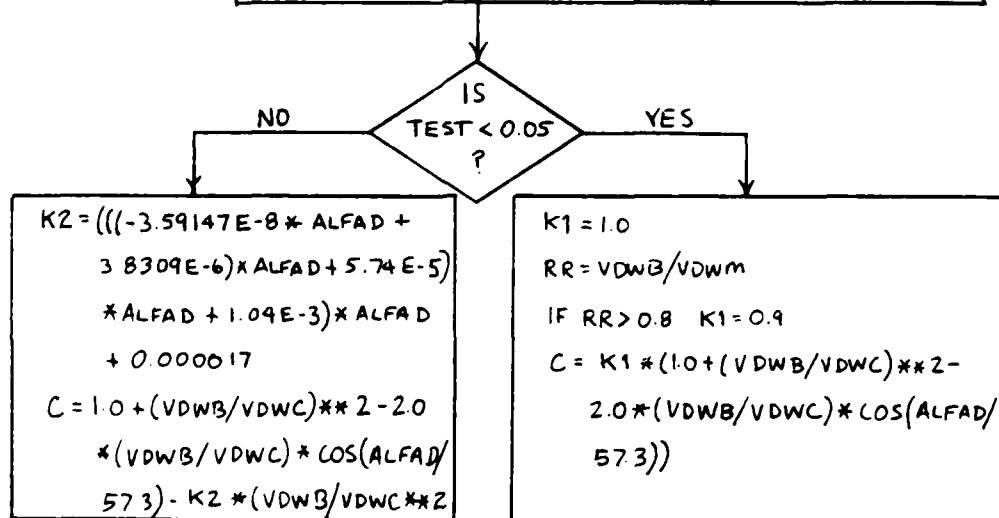 IS
TEST < 0.05
?
NO
YES
K2 = (((-3.59147E-8 * ALFAD +
3 8309E-6) * ALFAD + 5.74E-5)
* ALFAD + 1.04E-3) * ALFAD
+ 0.000017
C = 1.0 + (VDWB/VDWC) ** 2 - 2.0
* (VDWB/VDWC) * COS(ALFAD/
57 3) - K2 * (VDWB/VDWC ** 2
K1 = 1.0
RR = VDWB/VDWM
IF RR > 0.8 K1 = 0.9
C = K1 * (1.0 + (VDWB/VDWC) ** 2 -
2.0 * (VDWB/VDWC) * COS(ALFAD/
57.3))